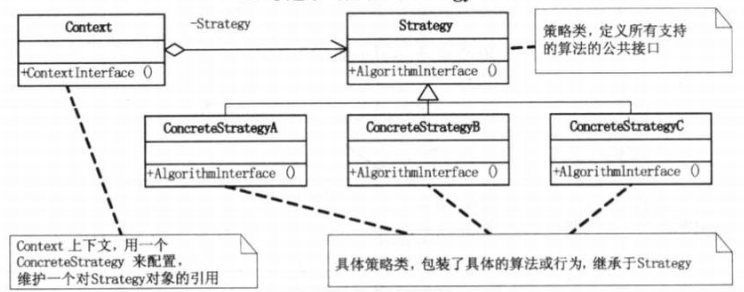 Context
-Strategy
Strategy
策略类，定义所有支持
的算法的公共接口
+ContextInterface ()
+AlgorithmInterface ()
ConcreteStrategyA
ConcreteStrategyB
ConcreteStrategyC
+AlgorithmInterface ()
+AlgorithmInterface ()
+AlgorithmInterface ()
Context 上下文，用一个
ConcreteStrategy 来配置，
维护一个对Strategy对象的引用
具体策略类，包装了具体的算法或行为，继承于Strategy